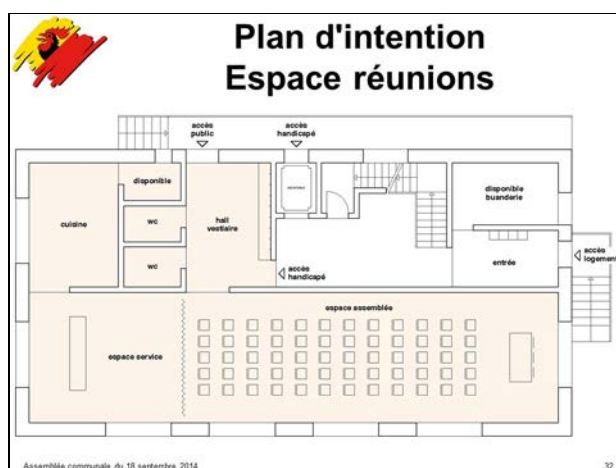 Plan d'intention
Espace réunions
accès
public
accès
handicapé
disponible
disponible
buanderie
cuisine
wc
hall
vestiaire
wc
accès
handicapé
entrée
accès
logement
espace assemblée
espace service
Assemblée communale du 18 septembre 2014
32